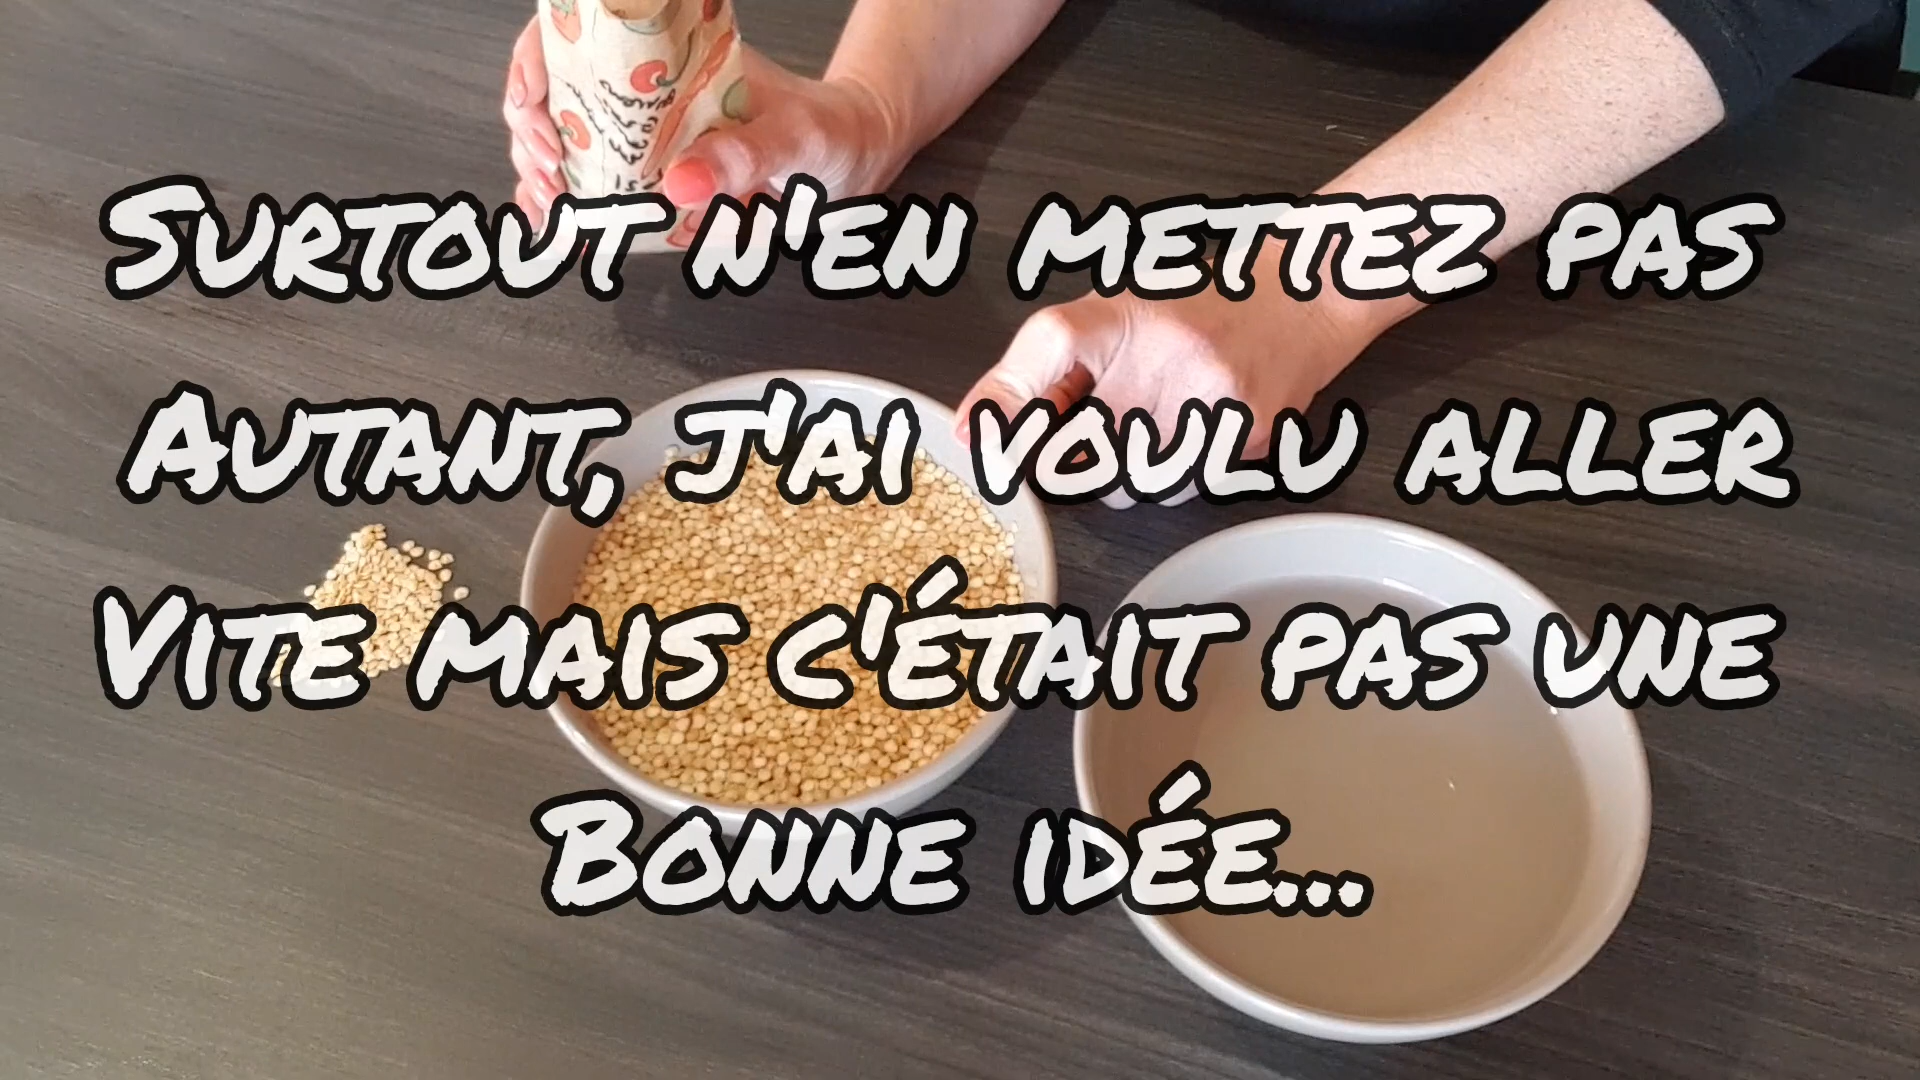 Surtout n'en mettez pas
Autant, j'ai voulu aller
Vite mais c'était pas une
Bonne idée...